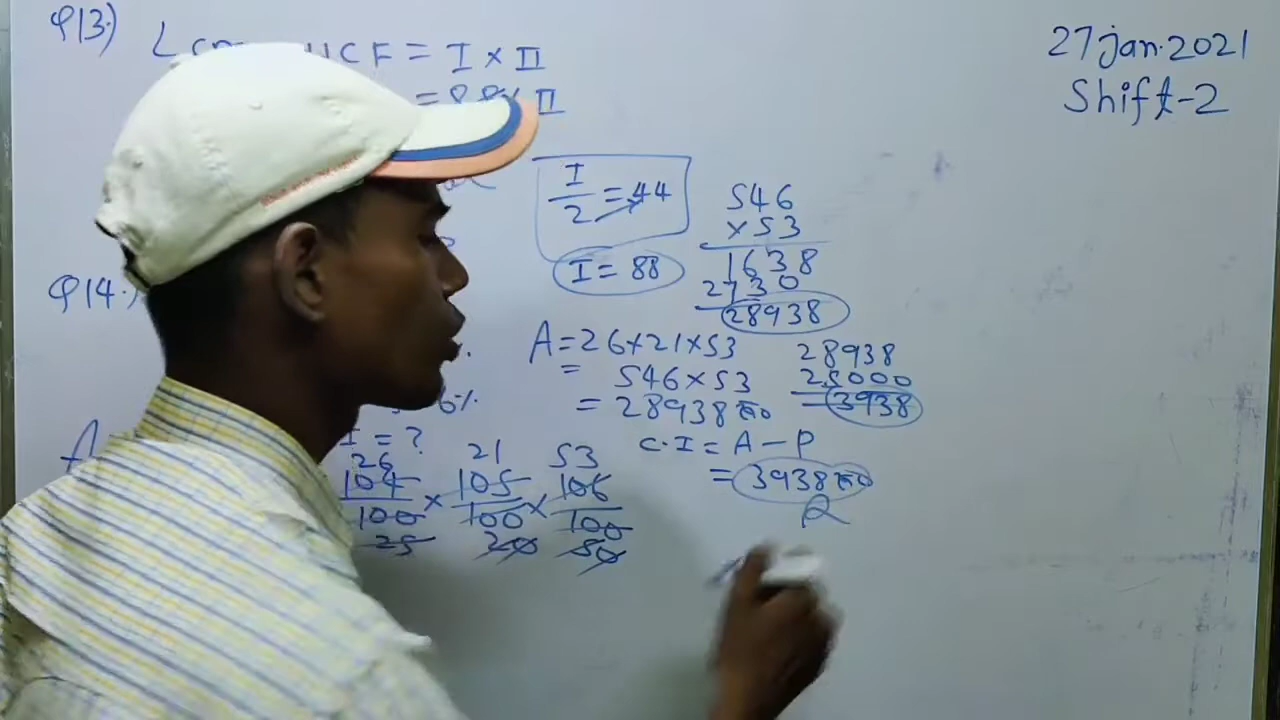 Q13.)
= I × II
27 jan. 2021
= 88 × II
Shift-2
I/2 = 44
I = 88
546
×53
1638
2730
28938
Q14.)
A = 26×21×53
= 546×53
= 28938
28938
25000
3938
6%
I = ?
C.I = A - P
= 3938
A
26 21 53
104/100 × 105/100 × 106/100
25 20 50